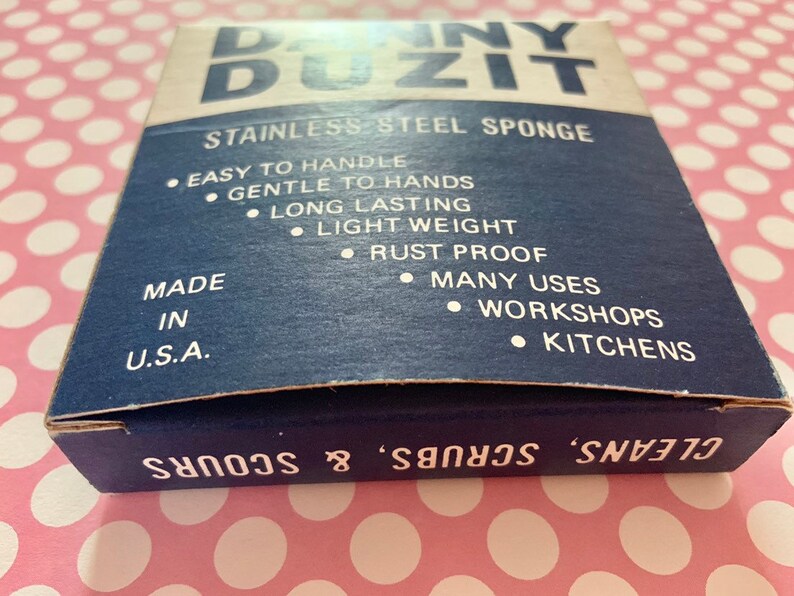 DANNY
DUZIT
STAINLESS STEEL SPONGE
• EASY TO HANDLE
• GENTLE TO HANDS
• LONG LASTING
• LIGHT WEIGHT
• RUST PROOF
• MANY USES
• WORKSHOPS
• KITCHENS
MADE
IN
U.S.A.
CLEANS, SCRUBS, & SCOURS